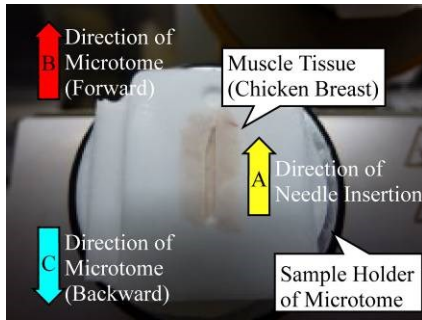 B
Direction of
Microtome
(Forward)
Muscle Tissue
(Chicken Breast)
A
Direction of
Needle Insertion
C
Direction of
Microtome
(Backward)
Sample Holder
of Microtome